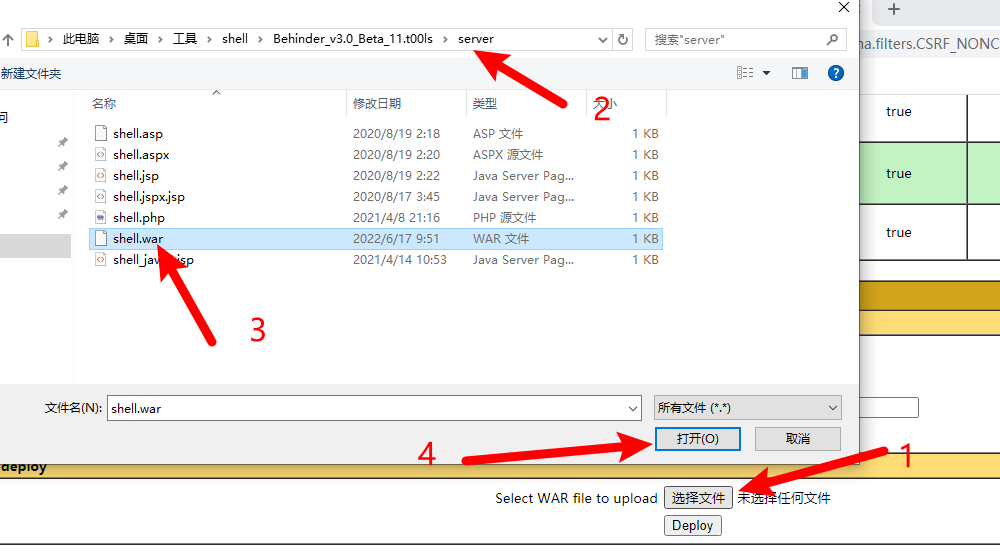 此电脑 > 桌面 > 工具 > shell > Behinder_v3.0_Beta_11.t00ls > server
搜索"server"
na.filters.CSRF_NONC
新建文件夹
名称 修改日期 类型 大小
2
问
shell.asp 2020/8/19 2:18 ASP 文件 1 KB
shell.aspx 2020/8/19 2:20 ASPX 源文件 1 KB
shell.jsp 2020/8/19 2:22 Java Server Pag... 1 KB
shell.jspx.jsp 2020/8/17 3:45 Java Server Pag... 1 KB
shell.php 2021/4/8 21:16 PHP 源文件 1 KB
shell.war 2022/6/17 9:51 WAR 文件 1 KB
shell_java.jsp 2021/4/14 10:53 Java Server Pag... 1 KB
true
true
true
3
文件名(N): shell.war
所有文件 (*.*)
打开(O) 取消
4
1
deploy
Select WAR file to upload 选择文件 未选择任何文件
Deploy